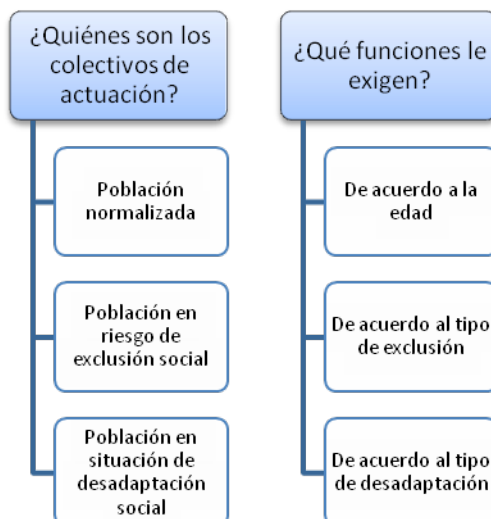 ¿Quiénes son los
colectivos de
actuación?
Población
normalizada
Población en
riesgo de
exclusión social
Población en
situación de
desadaptación
social
¿Qué funciones le
exigen?
De acuerdo a la
edad
De acuerdo al tipo
de exclusión
De acuerdo al tipo
de desadaptación